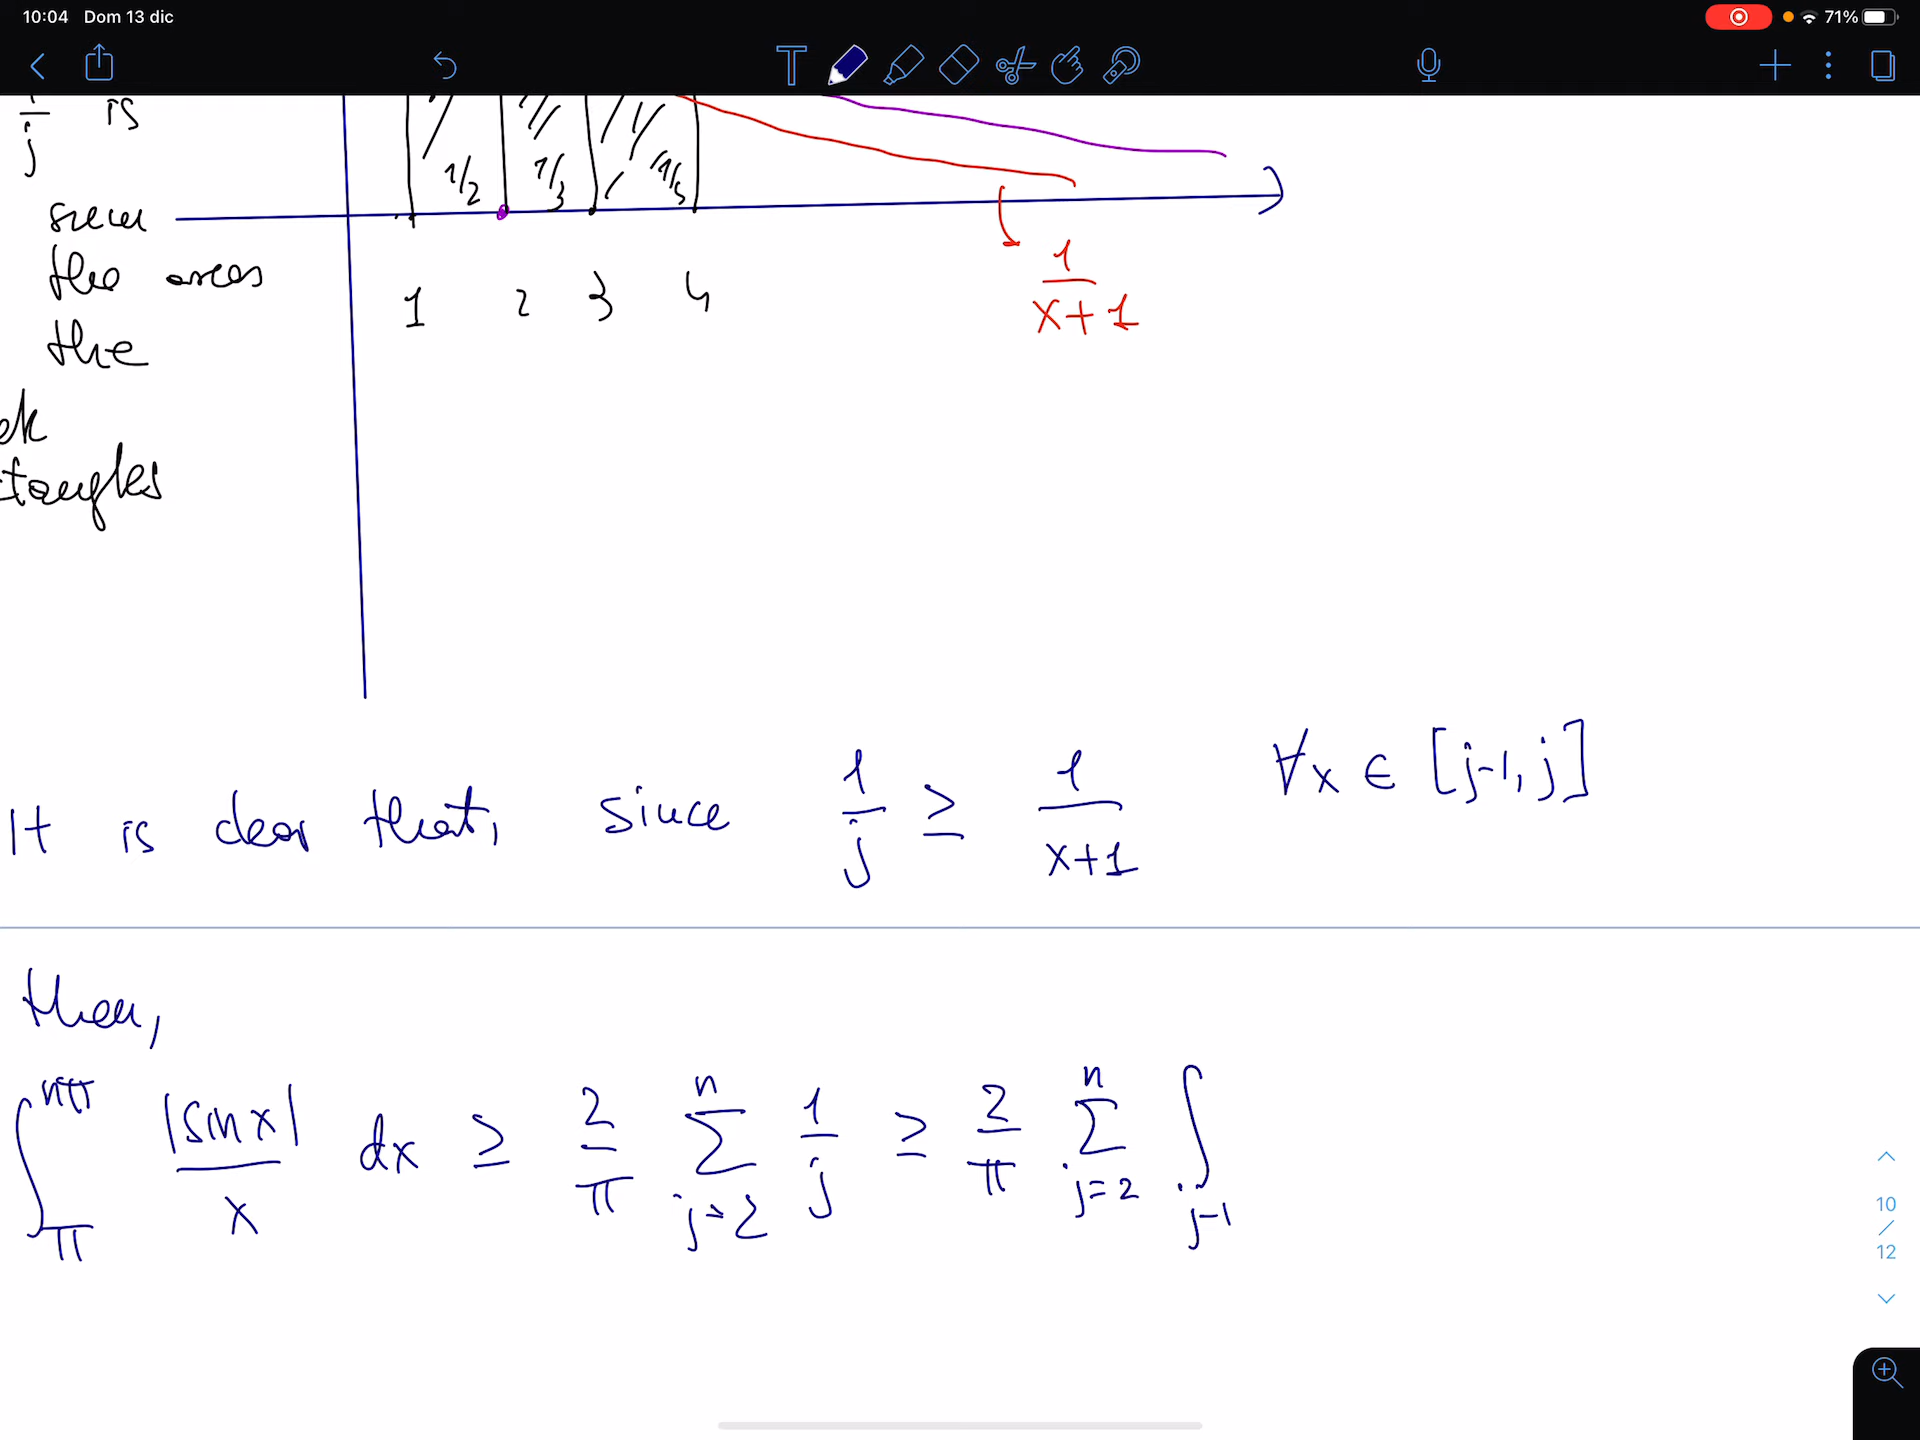 10:04 Dom 13 dic 71%
1/j is
1/2 1/3 1/4
sum
the areas
1 2 3 4
1/(x+1)
the
tangles
It is clear that, since 1/j ≥ 1/(x+1) ∀x ∈ [j-1, j]
then,
∫_π^{nπ} |sin x|/x dx ≥ 2/π ∑_{j=2}^n 1/j ≥ 2/π ∑_{j=2}^n ∫_{j-1}
10
/
12